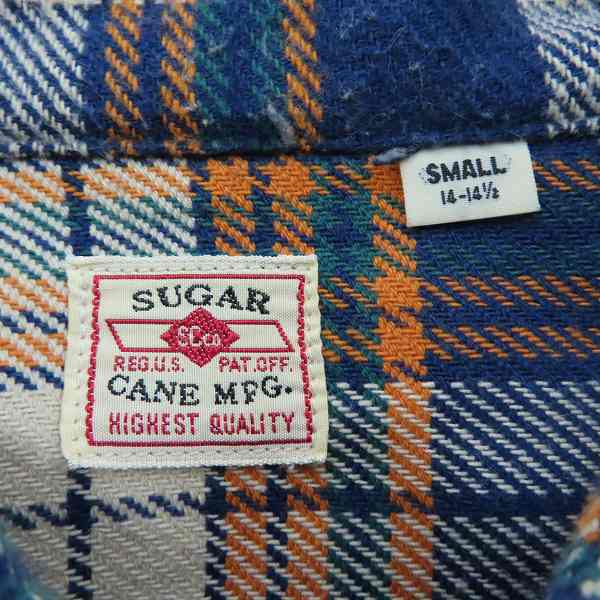 SMALL
14-14½
SUGAR
SCCo
REG.U.S. PAT.OFF.
CANE MFG.
HIGHEST QUALITY